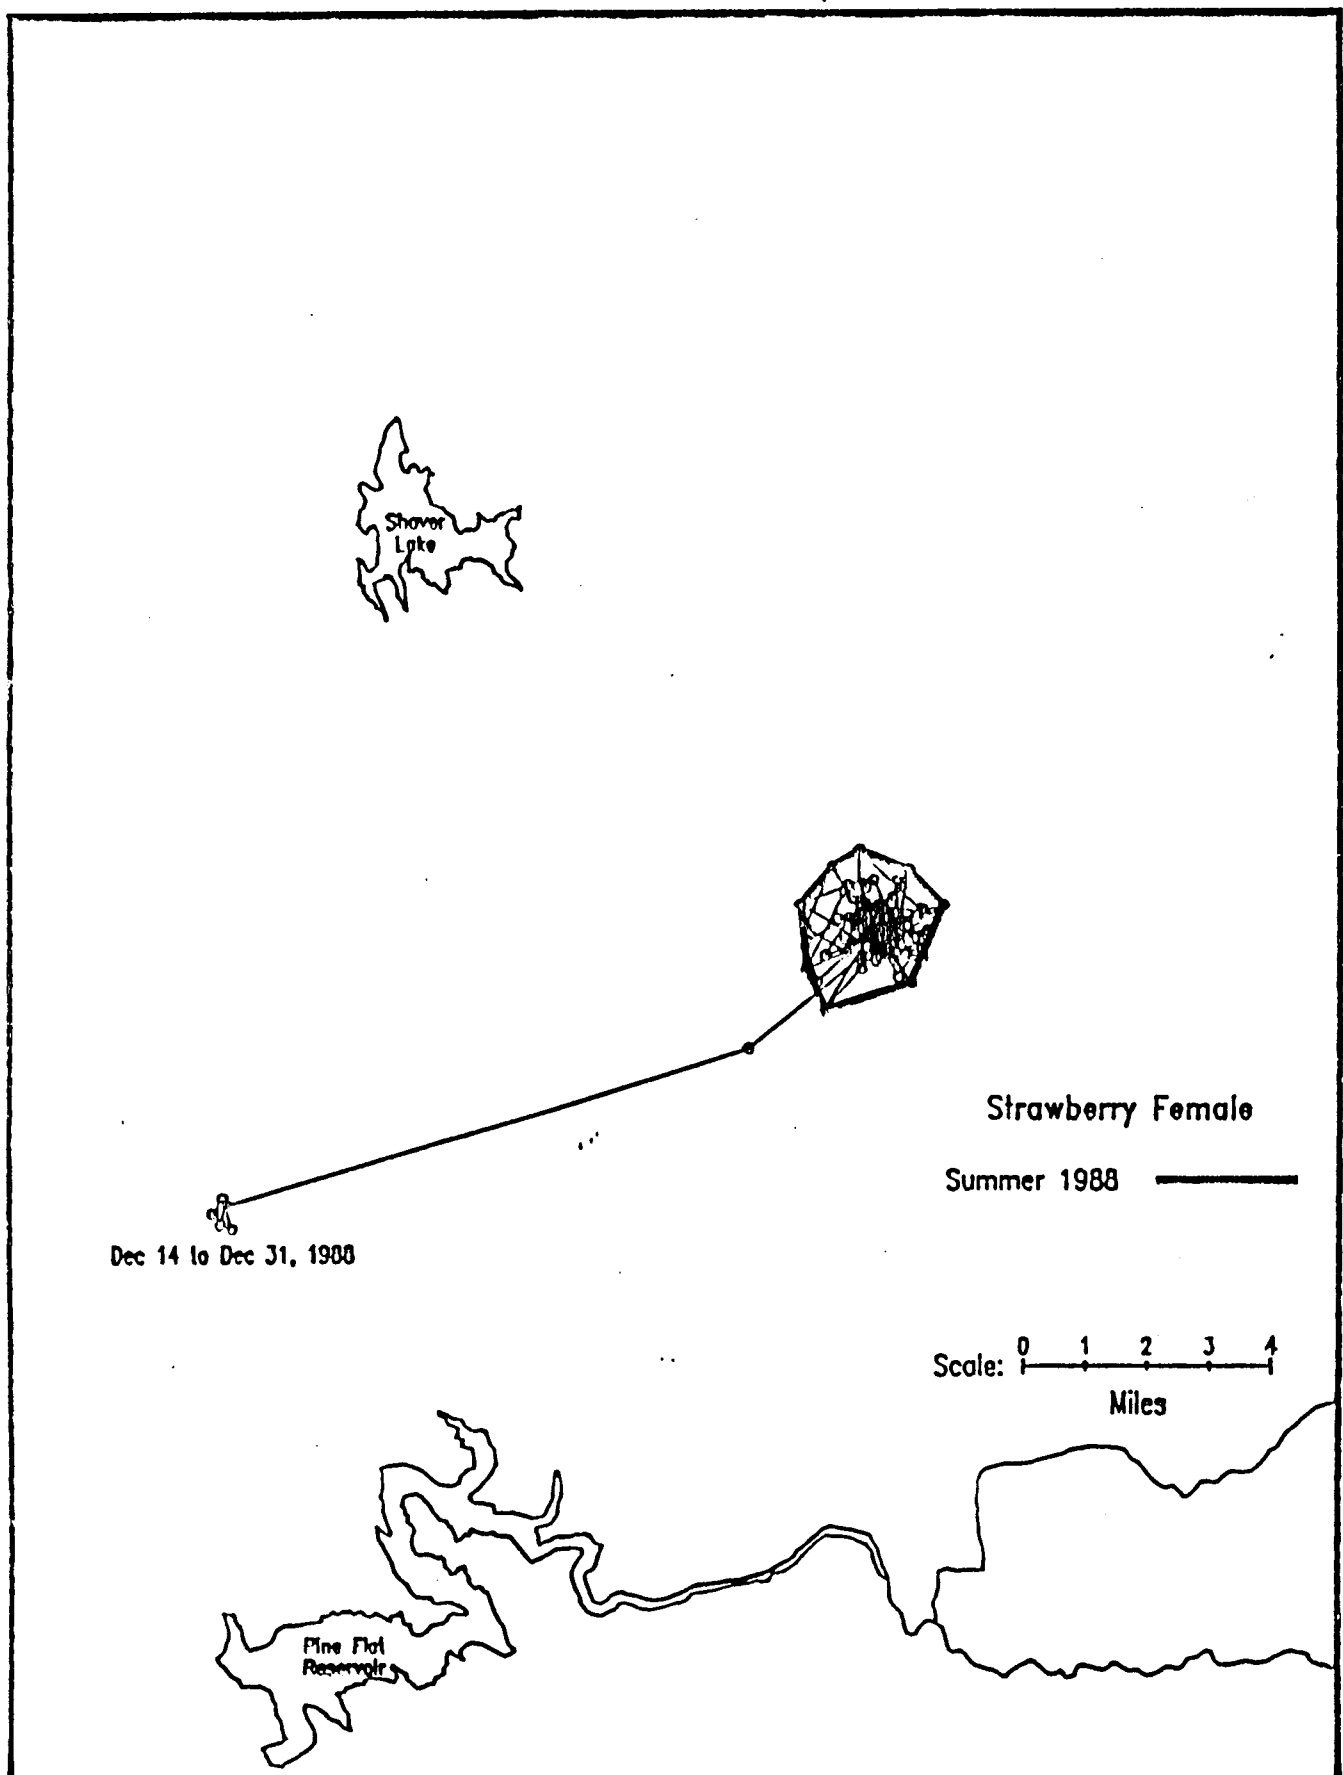 Shaver
Lake
Strawberry Female
Summer 1988
Dec 14 to Dec 31, 1988
Scale: 0 1 2 3 4
Miles
Pine Flat
Reservoir